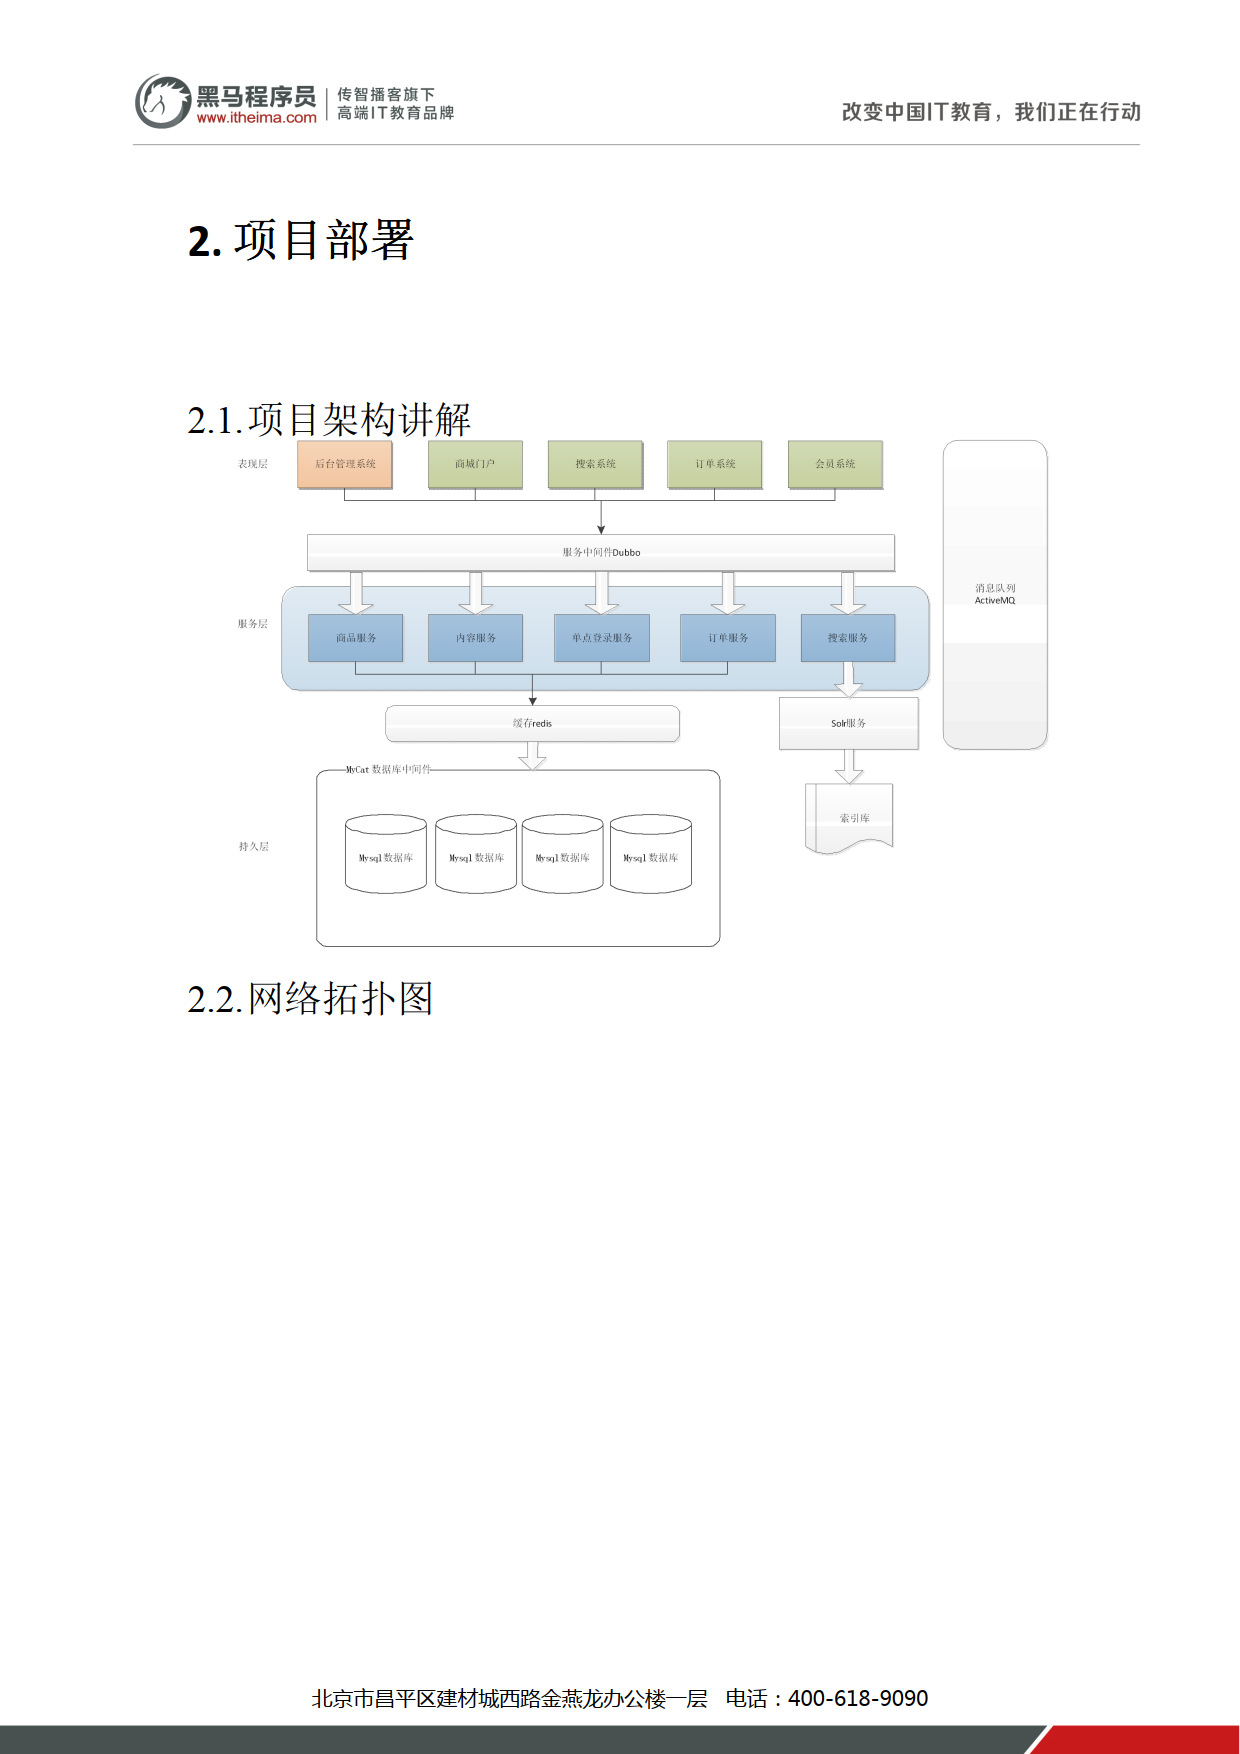 黑马程序员
www.itheima.com
传智播客旗下
高端IT教育品牌
改变中国IT教育，我们正在行动
2. 项目部署
2.1. 项目架构讲解
表现层
后台管理系统
商城门户
搜索系统
订单系统
会员系统
服务中间件Dubbo
消息队列
ActiveMQ
服务层
商品服务
内容服务
单点登录服务
订单服务
搜索服务
缓存redis
Solr服务
MyCat 数据库中间件
索引库
持久层
Mysql 数据库
Mysql 数据库
Mysql 数据库
Mysql 数据库
2.2. 网络拓扑图
北京市昌平区建材城西路金燕龙办公楼一层 电话：400-618-9090